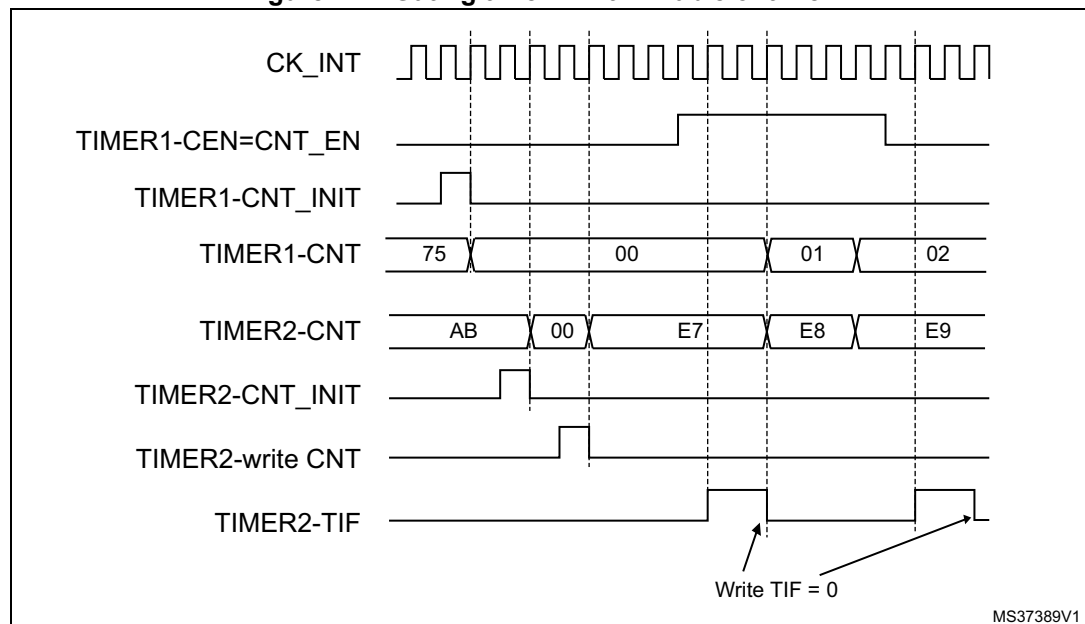 CK_INT
TIMER1-CEN=CNT_EN
TIMER1-CNT_INIT
TIMER1-CNT 75 00 01 02
TIMER2-CNT AB 00 E7 E8 E9
TIMER2-CNT_INIT
TIMER2-write CNT
TIMER2-TIF
Write TIF = 0
MS37389V1